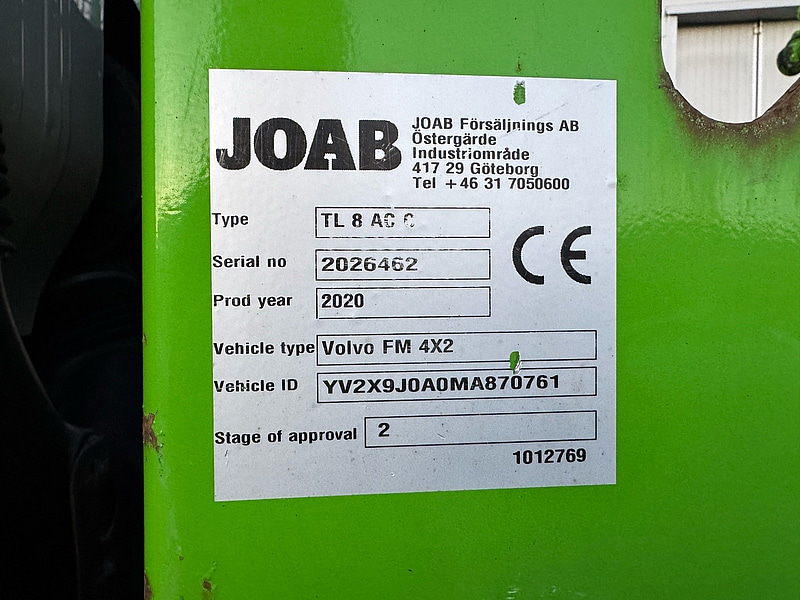 JOAB
JOAB Försäljnings AB
Östergärde
Industriområde
417 29 Göteborg
Tel +46 31 7050600
Type TL 8 AC C
Serial no 2026462
Prod year 2020
CE
Vehicle type Volvo FM 4X2
Vehicle ID YV2X9J0A0MA870761
Stage of approval 2
1012769